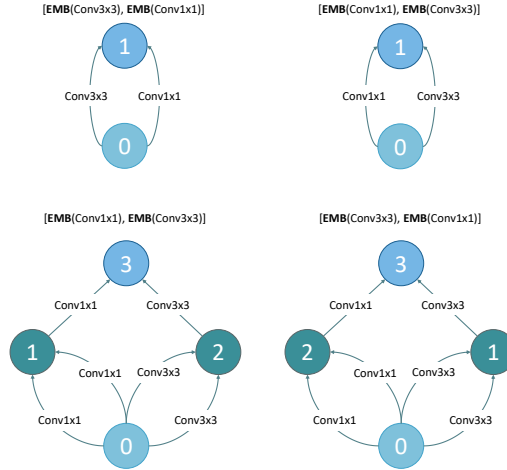 [EMB(Conv3x3), EMB(Conv1x1)]
1
Conv3x3 Conv1x1
0
[EMB(Conv1x1), EMB(Conv3x3)]
1
Conv1x1 Conv3x3
0
[EMB(Conv1x1), EMB(Conv3x3)]
3
Conv1x1 Conv3x3
1 2
Conv1x1 Conv3x3
Conv1x1 Conv3x3
0
[EMB(Conv3x3), EMB(Conv1x1)]
3
Conv1x1 Conv3x3
2 1
Conv1x1 Conv3x3
Conv1x1 Conv3x3
0